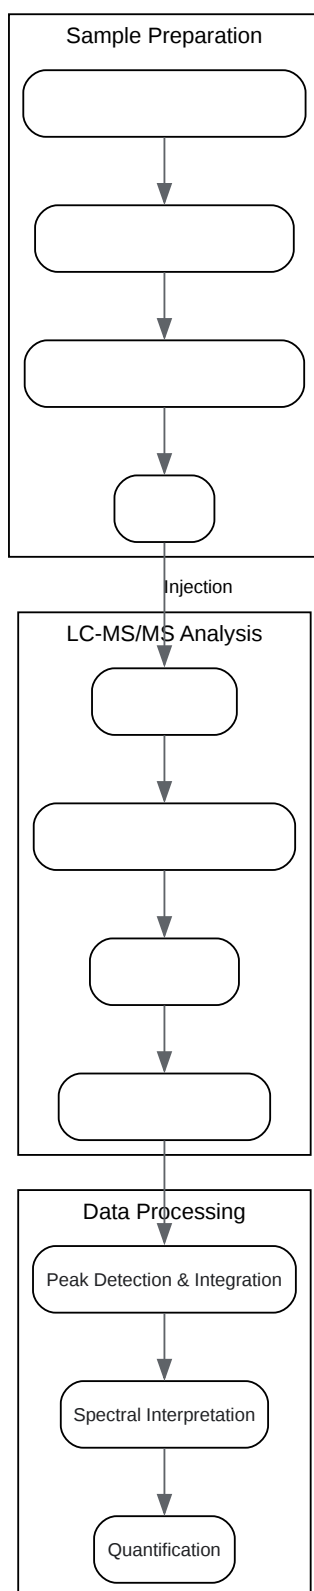 Sample Preparation
Injection
LC-MS/MS Analysis
Data Processing
Peak Detection & Integration
Spectral Interpretation
Quantification